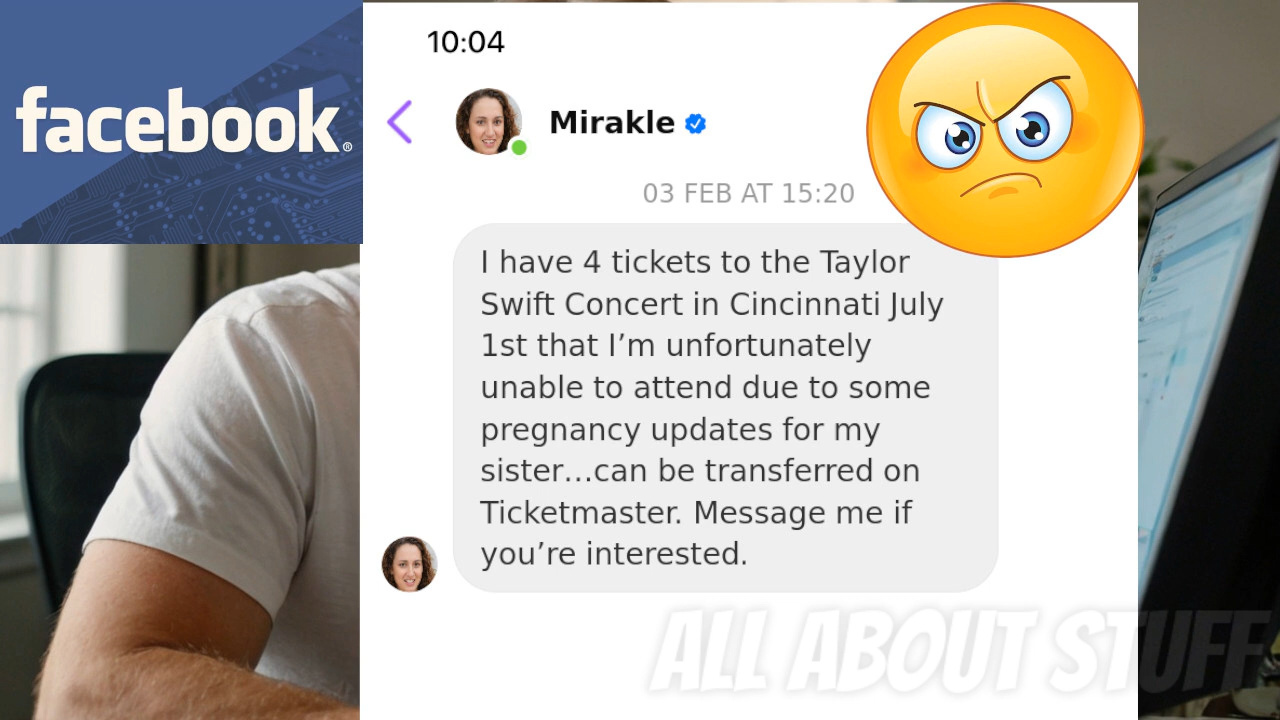 facebook®
10:04
Mirakle
03 FEB AT 15:20
I have 4 tickets to the Taylor
Swift Concert in Cincinnati July
1st that I’m unfortunately
unable to attend due to some
pregnancy updates for my
sister...can be transferred on
Ticketmaster. Message me if
you’re interested.
ALL ABOUT STUFF